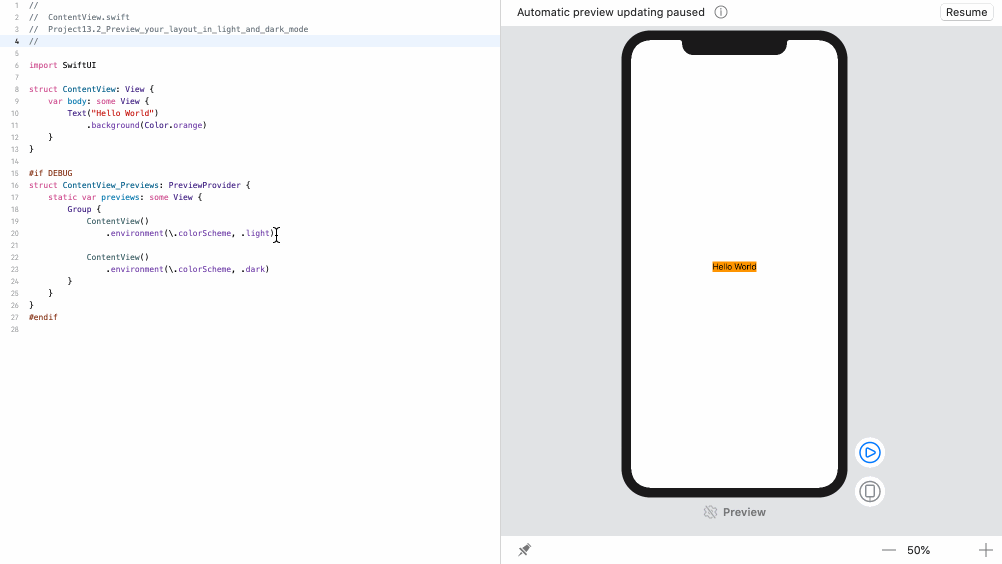 1 //
2 //  ContentView.swift
3 //  Project13.2_Preview_your_layout_in_light_and_dark_mode
4 //
5
6 import SwiftUI
7
8 struct ContentView: View {
9     var body: some View {
10         Text("Hello World")
11             .background(Color.orange)
12     }
13 }
14
15 #if DEBUG
16 struct ContentView_Previews: PreviewProvider {
17     static var previews: some View {
18         Group {
19             ContentView()
20                 .environment(\.colorScheme, .light)
21
22             ContentView()
23                 .environment(\.colorScheme, .dark)
24         }
25     }
26 }
27 #endif
28
Automatic preview updating paused
Resume
Hello World
Preview
50%